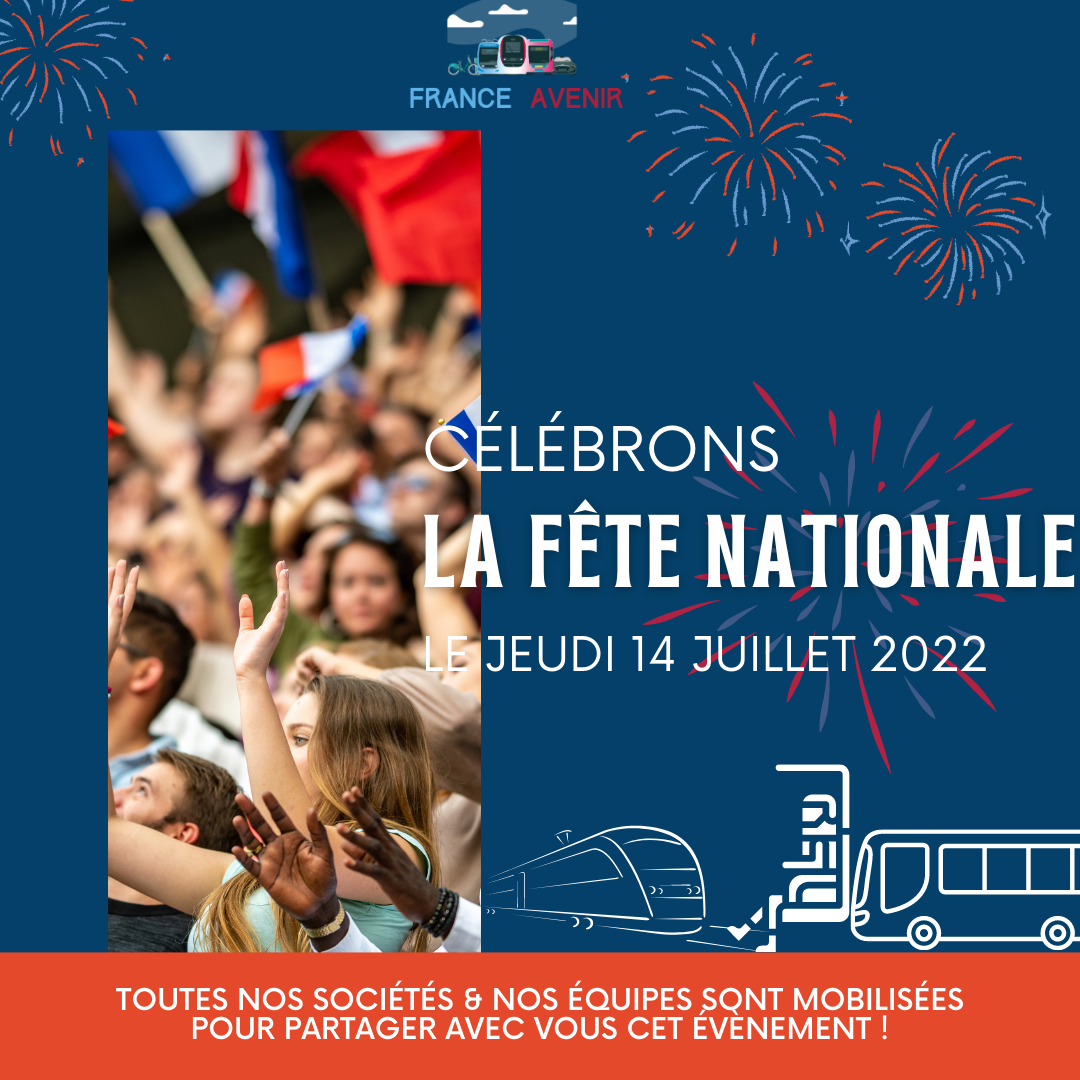 FRANCE AVENIR
CÉLÉBRONS
LA FÊTE NATIONALE
LE JEUDI 14 JUILLET 2022
TOUTES NOS SOCIÉTÉS & NOS ÉQUIPES SONT MOBILISÉES
POUR PARTAGER AVEC VOUS CET ÉVÈNEMENT !